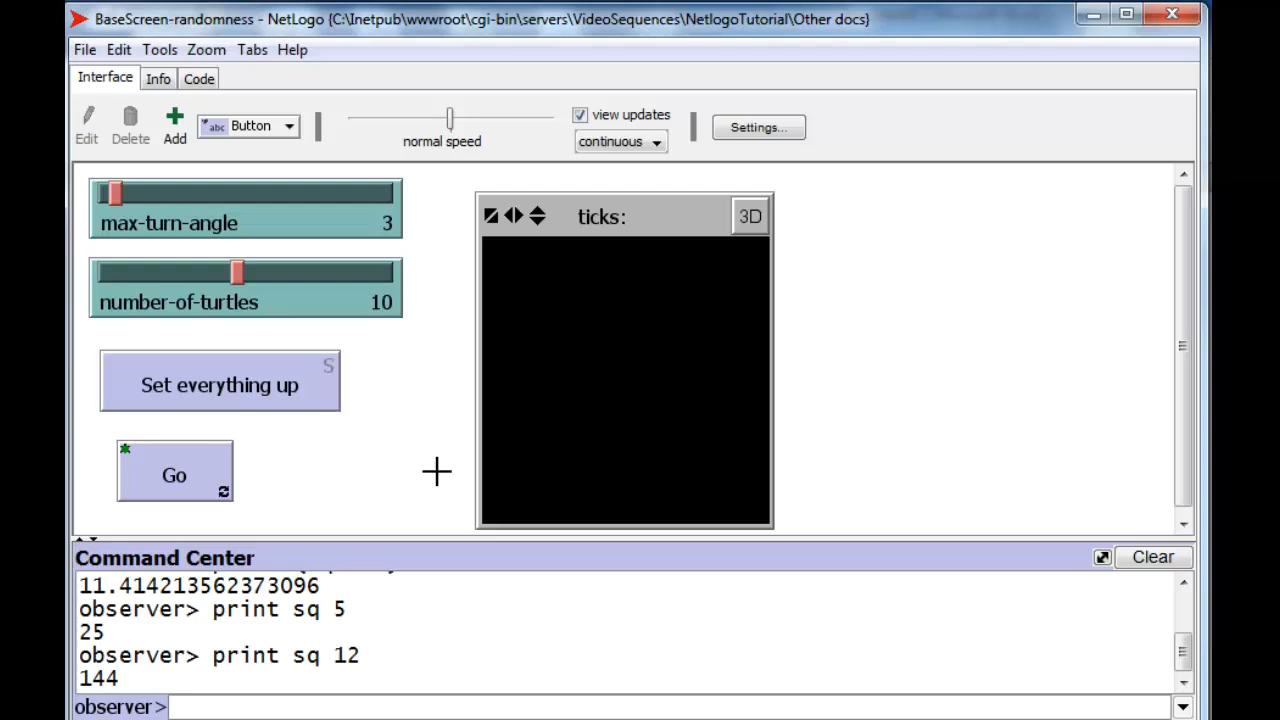 BaseScreen-randomness - NetLogo {C:\Inetpub\wwwroot\cgi-bin\servers\VideoSequences\NetlogoTutorial\Other docs}
File Edit Tools Zoom Tabs Help
Interface Info Code
Edit Delete Add abc Button normal speed view updates continuous Settings...
max-turn-angle 3
number-of-turtles 10
Set everything up S
Go
ticks: 3D
Command Center Clear
11.414213562373096
observer> print sq 5
25
observer> print sq 12
144
observer>